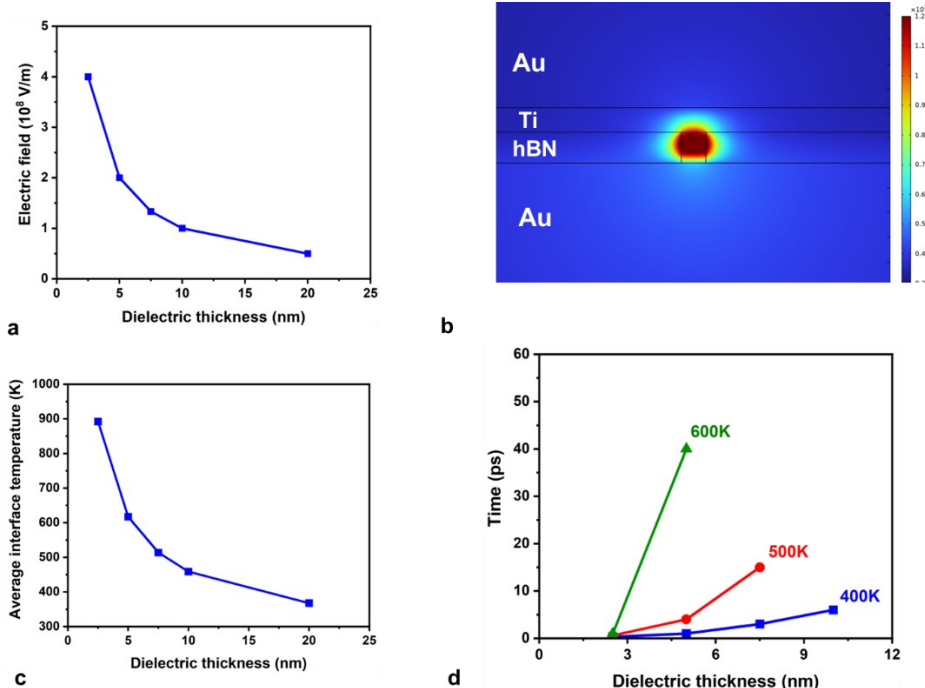 5
4
3
2
1
0
Electric field (10⁸ V/m)
0 5 10 15 20 25
Dielectric thickness (nm)
a
Au
Ti
hBN
Au
1
b
1000
900
800
700
600
500
400
300
Average interface temperature (K)
0 5 10 15 20 25
Dielectric thickness (nm)
c
60
50
40
30
20
10
0
Time (ps)
600K
500K
400K
0 3 6 9 12
Dielectric thickness (nm)
d